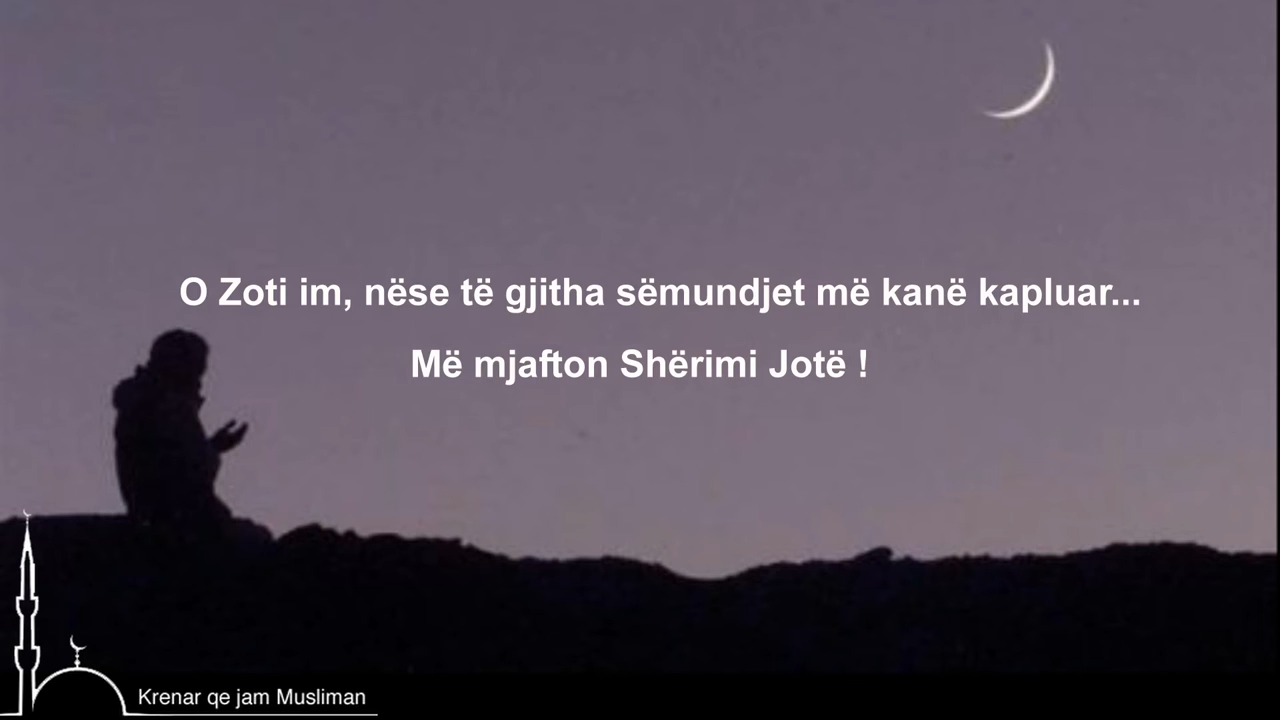 O Zoti im, nëse të gjitha sëmundjet më kanë kapluar...
Më mjafton Shërimi Jotë !
Krenar qe jam Musliman